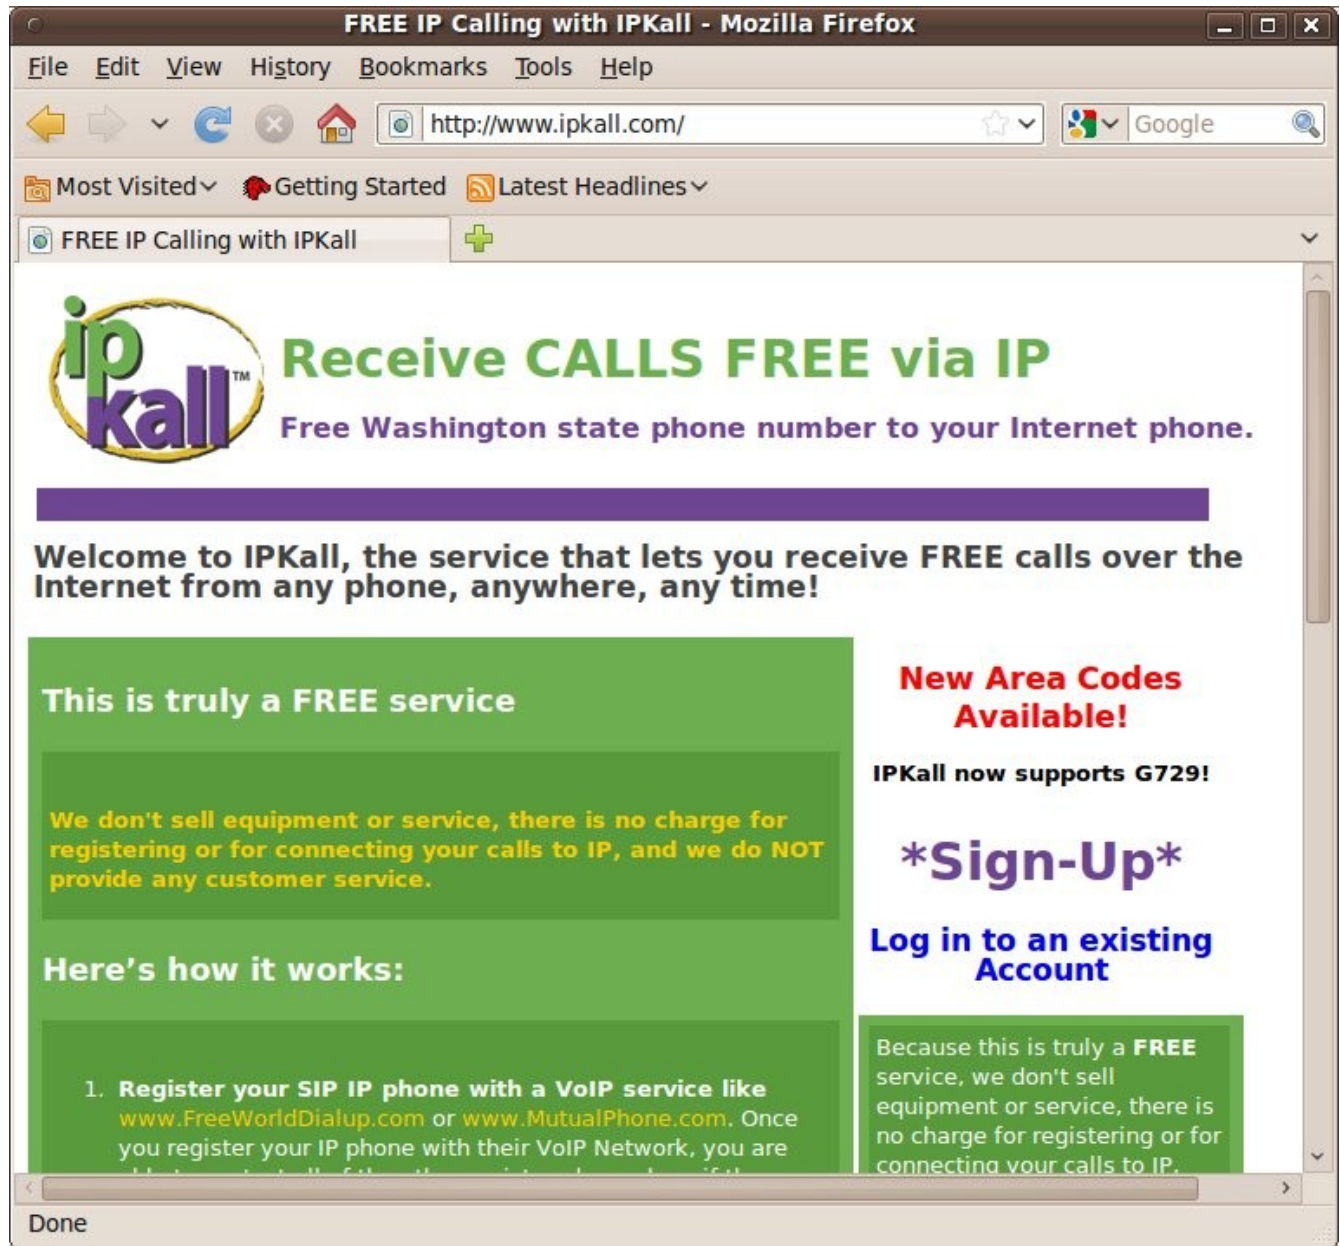 FREE IP Calling with IPKall - Mozilla Firefox
File Edit View History Bookmarks Tools Help
http://www.ipkall.com/
Google
Most Visited Getting Started Latest Headlines
FREE IP Calling with IPKall
ip
kall™
Receive CALLS FREE via IP
Free Washington state phone number to your Internet phone.
Welcome to IPKall, the service that lets you receive FREE calls over the
Internet from any phone, anywhere, any time!
This is truly a FREE service
We don't sell equipment or service, there is no charge for
registering or for connecting your calls to IP, and we do NOT
provide any customer service.
Here’s how it works:
1. Register your SIP IP phone with a VoIP service like
www.FreeWorldDialup.com or www.MutualPhone.com. Once
you register your IP phone with their VoIP Network, you are
New Area Codes
Available!
IPKall now supports G729!
*Sign-Up*
Log in to an existing
Account
Because this is truly a FREE
service, we don't sell
equipment or service, there is
no charge for registering or for
connecting your calls to IP,
Done